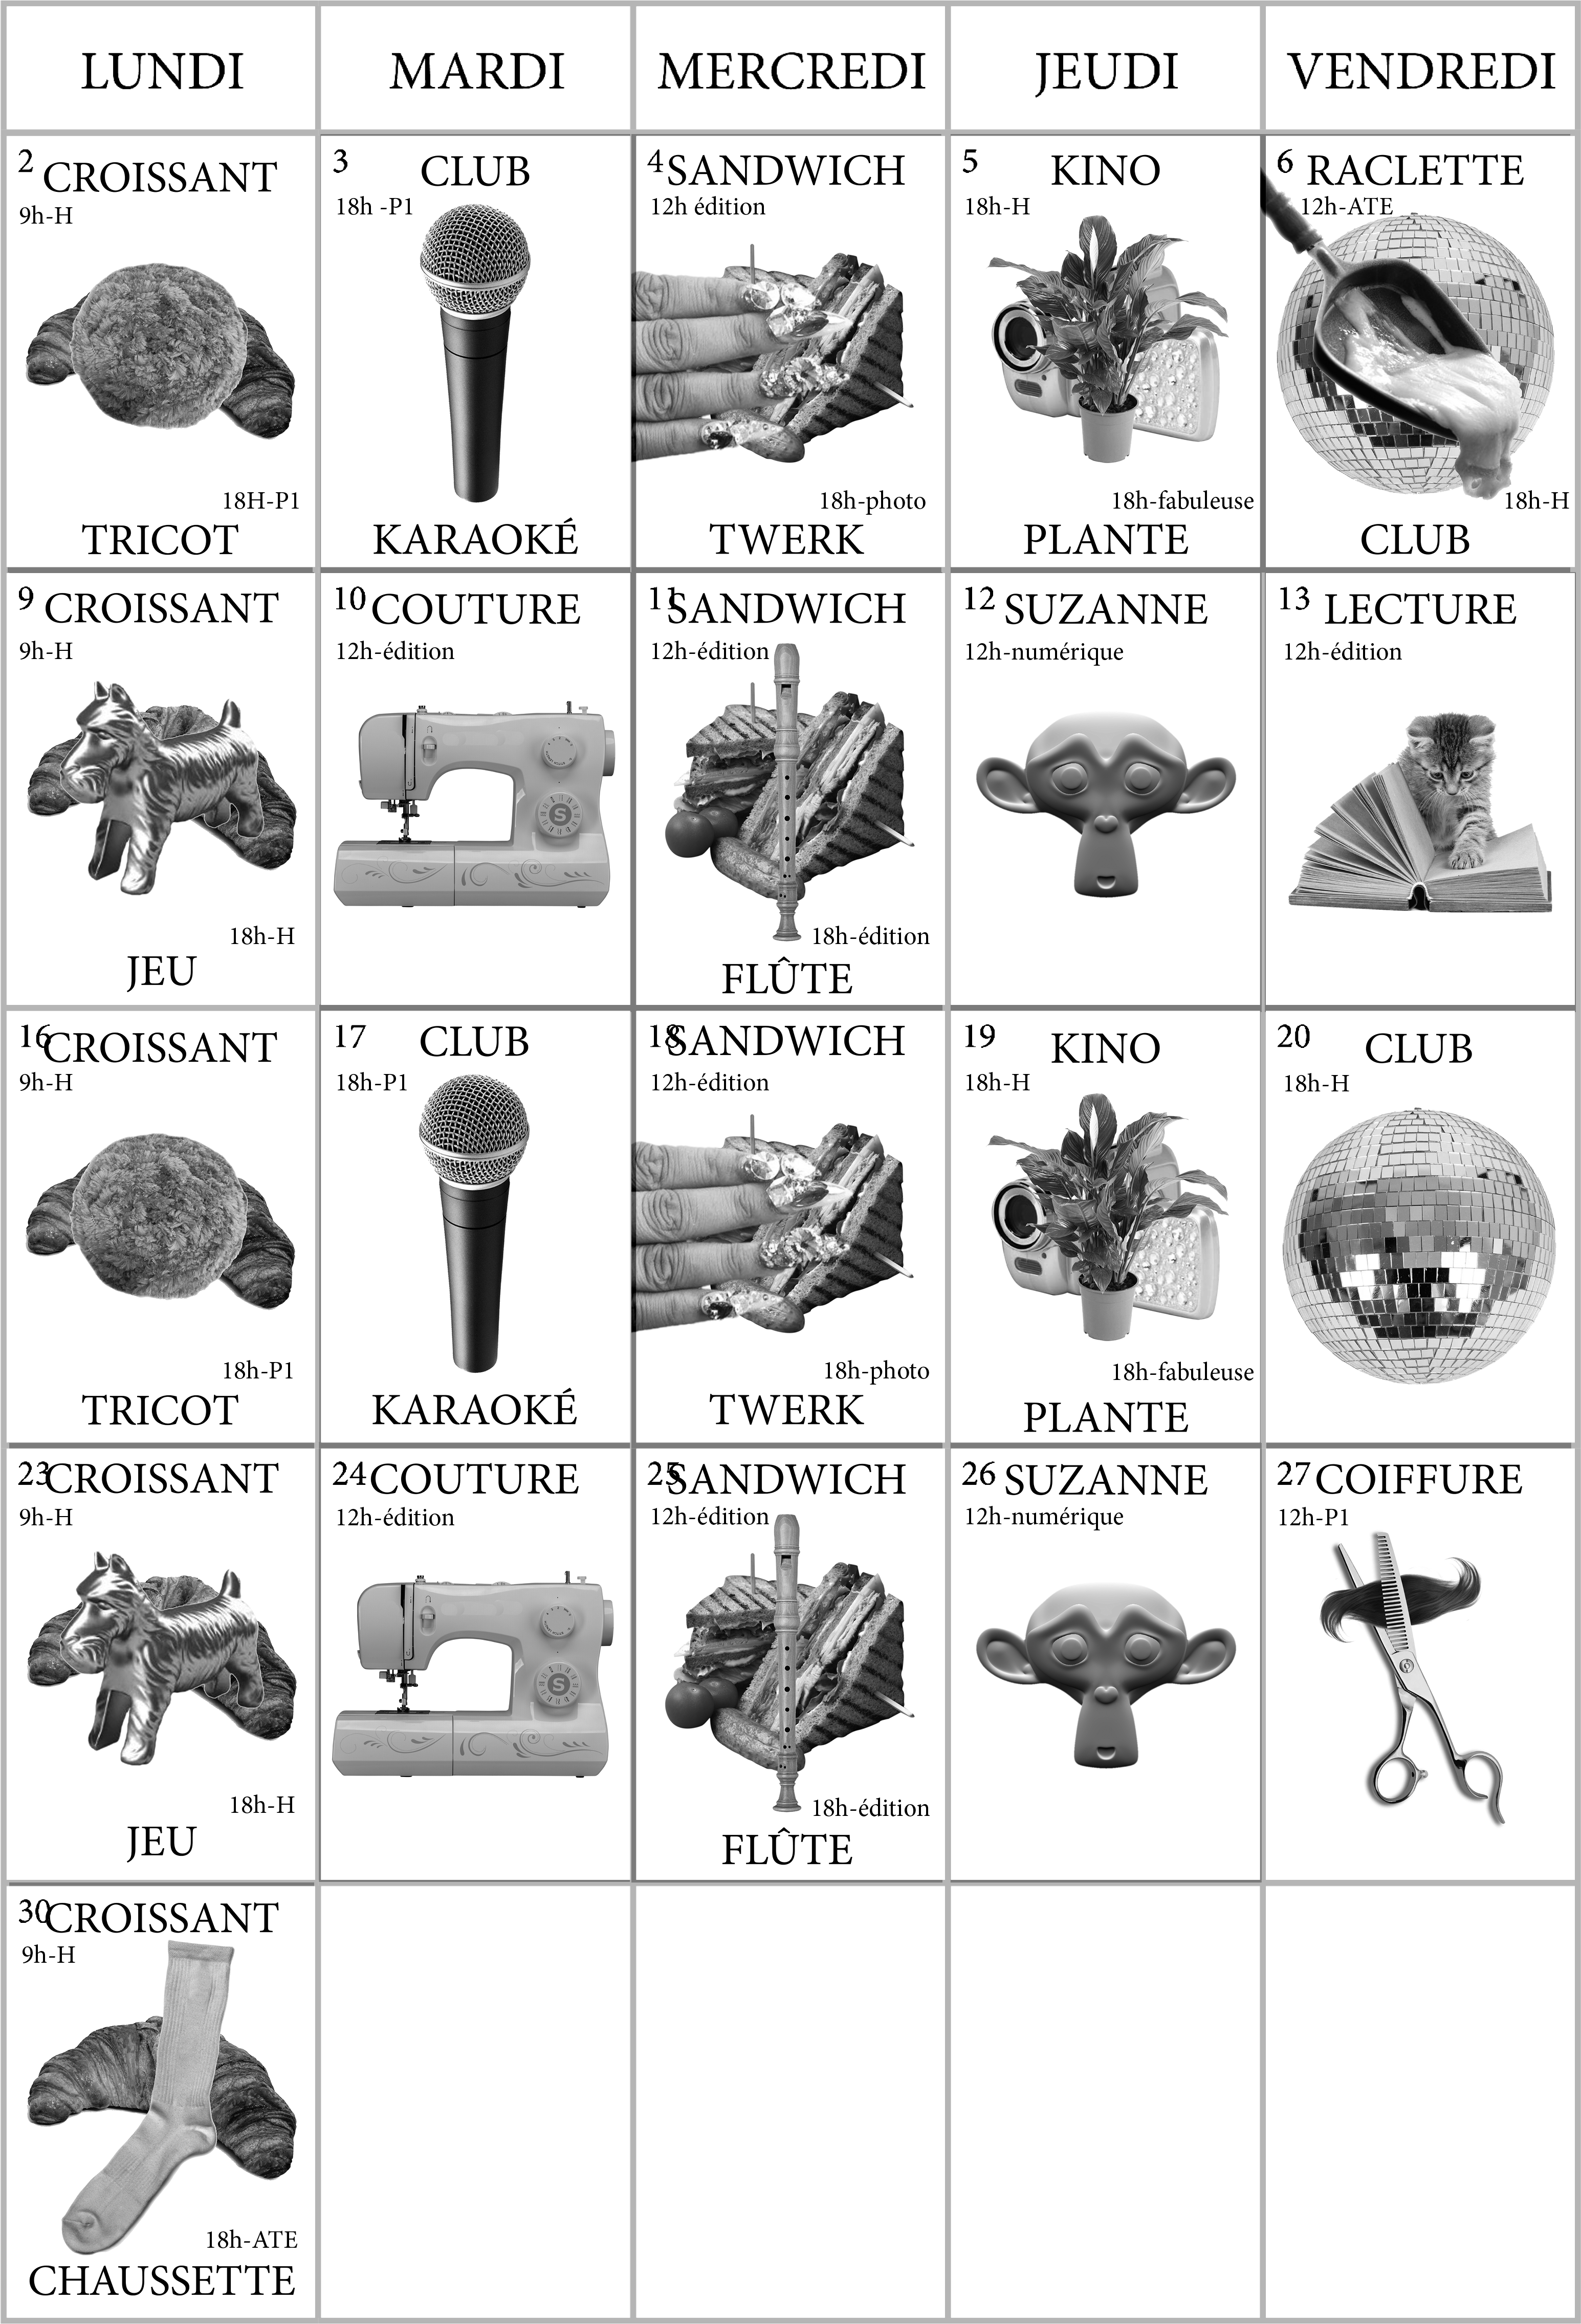 LUNDI
MARDI
MERCREDI
JEUDI
VENDREDI
2 CROISSANT
9h-H
18H-P1
TRICOT
3 CLUB
18h -P1
KARAOKÉ
4 SANDWICH
12h édition
18h-photo
TWERK
5 KINO
18h-H
18h-fabuleuse
PLANTE
6 RACLETTE
12h-ATE
18h-H
CLUB
9 CROISSANT
9h-H
18h-H
JEU
10 COUTURE
12h-édition
S
11 SANDWICH
12h-édition
18h-édition
FLÛTE
12 SUZANNE
12h-numérique
13 LECTURE
12h-édition
16 CROISSANT
9h-H
18h-P1
TRICOT
17 CLUB
18h-P1
KARAOKÉ
18 SANDWICH
12h-édition
18h-photo
TWERK
19 KINO
18h-H
18h-fabuleuse
PLANTE
20 CLUB
18h-H
23 CROISSANT
9h-H
18h-H
JEU
24 COUTURE
12h-édition
S
25 SANDWICH
12h-édition
18h-édition
FLÛTE
26 SUZANNE
12h-numérique
27 COIFFURE
12h-P1
30 CROISSANT
9h-H
18h-ATE
CHAUSSETTE